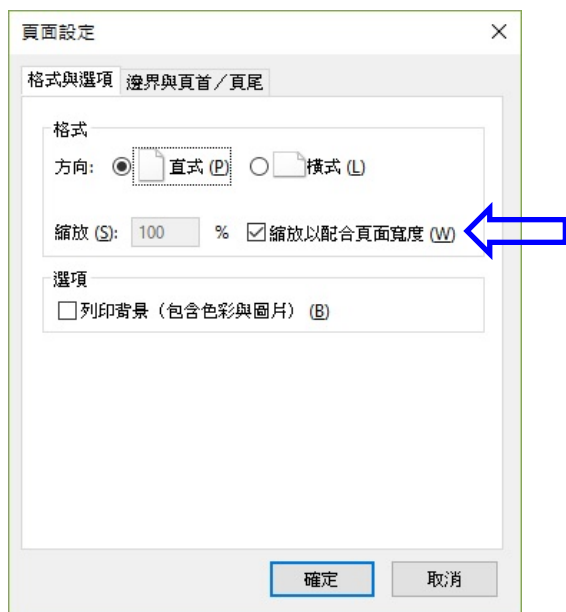 頁面設定
格式與選項 邊界與頁首／頁尾
格式
方向: 直式 (P) 橫式 (L)
縮放 (S): 100 % 縮放以配合頁面寬度 (W)
選項
列印背景（包含色彩與圖片） (B)
確定 取消